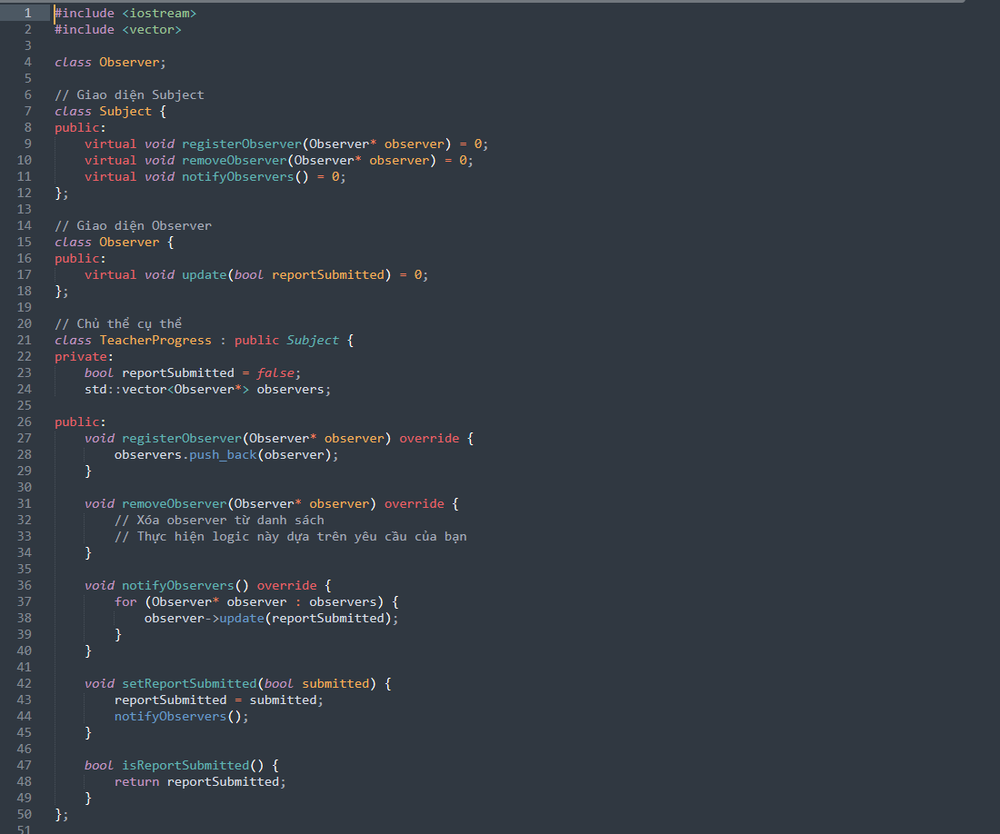 1 #include <iostream>
2 #include <vector>
3
4 class Observer;
5
6 // Giao diện Subject
7 class Subject {
8 public:
9     virtual void registerObserver(Observer* observer) = 0;
10     virtual void removeObserver(Observer* observer) = 0;
11     virtual void notifyObservers() = 0;
12 };
13
14 // Giao diện Observer
15 class Observer {
16 public:
17     virtual void update(bool reportSubmitted) = 0;
18 };
19
20 // Chủ thể cụ thể
21 class TeacherProgress : public Subject {
22 private:
23     bool reportSubmitted = false;
24     std::vector<Observer*> observers;
25
26 public:
27     void registerObserver(Observer* observer) override {
28         observers.push_back(observer);
29     }
30
31     void removeObserver(Observer* observer) override {
32         // Xóa observer từ danh sách
33         // Thực hiện logic này dựa trên yêu cầu của bạn
34     }
35
36     void notifyObservers() override {
37         for (Observer* observer : observers) {
38             observer->update(reportSubmitted);
39         }
40     }
41
42     void setReportSubmitted(bool submitted) {
43         reportSubmitted = submitted;
44         notifyObservers();
45     }
46
47     bool isReportSubmitted() {
48         return reportSubmitted;
49     }
50 };
51